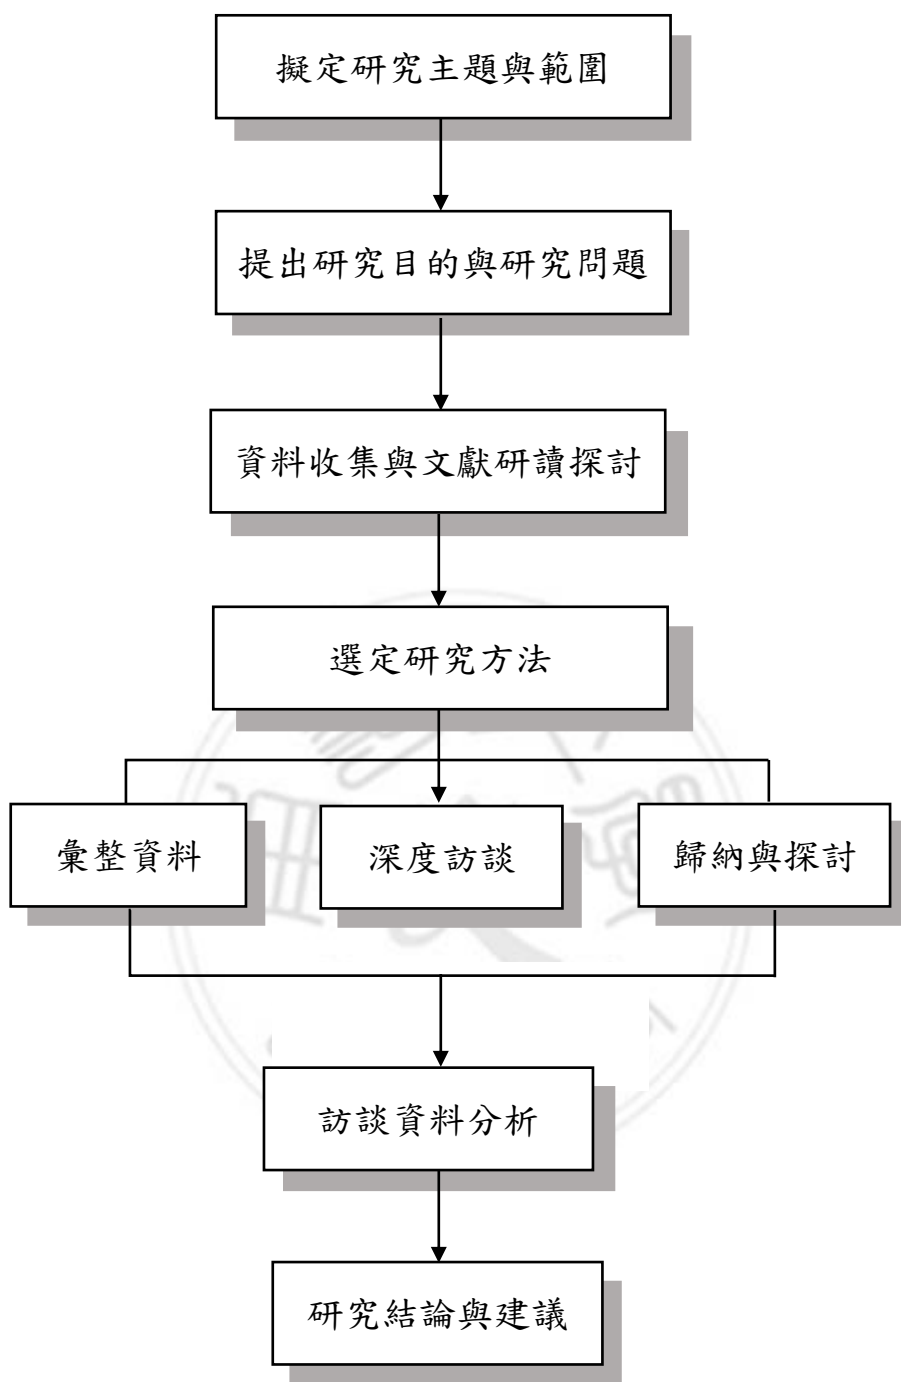 擬定研究主題與範圍
提出研究目的與研究問題
資料收集與文獻研讀探討
選定研究方法
彙整資料
深度訪談
歸納與探討
訪談資料分析
研究結論與建議